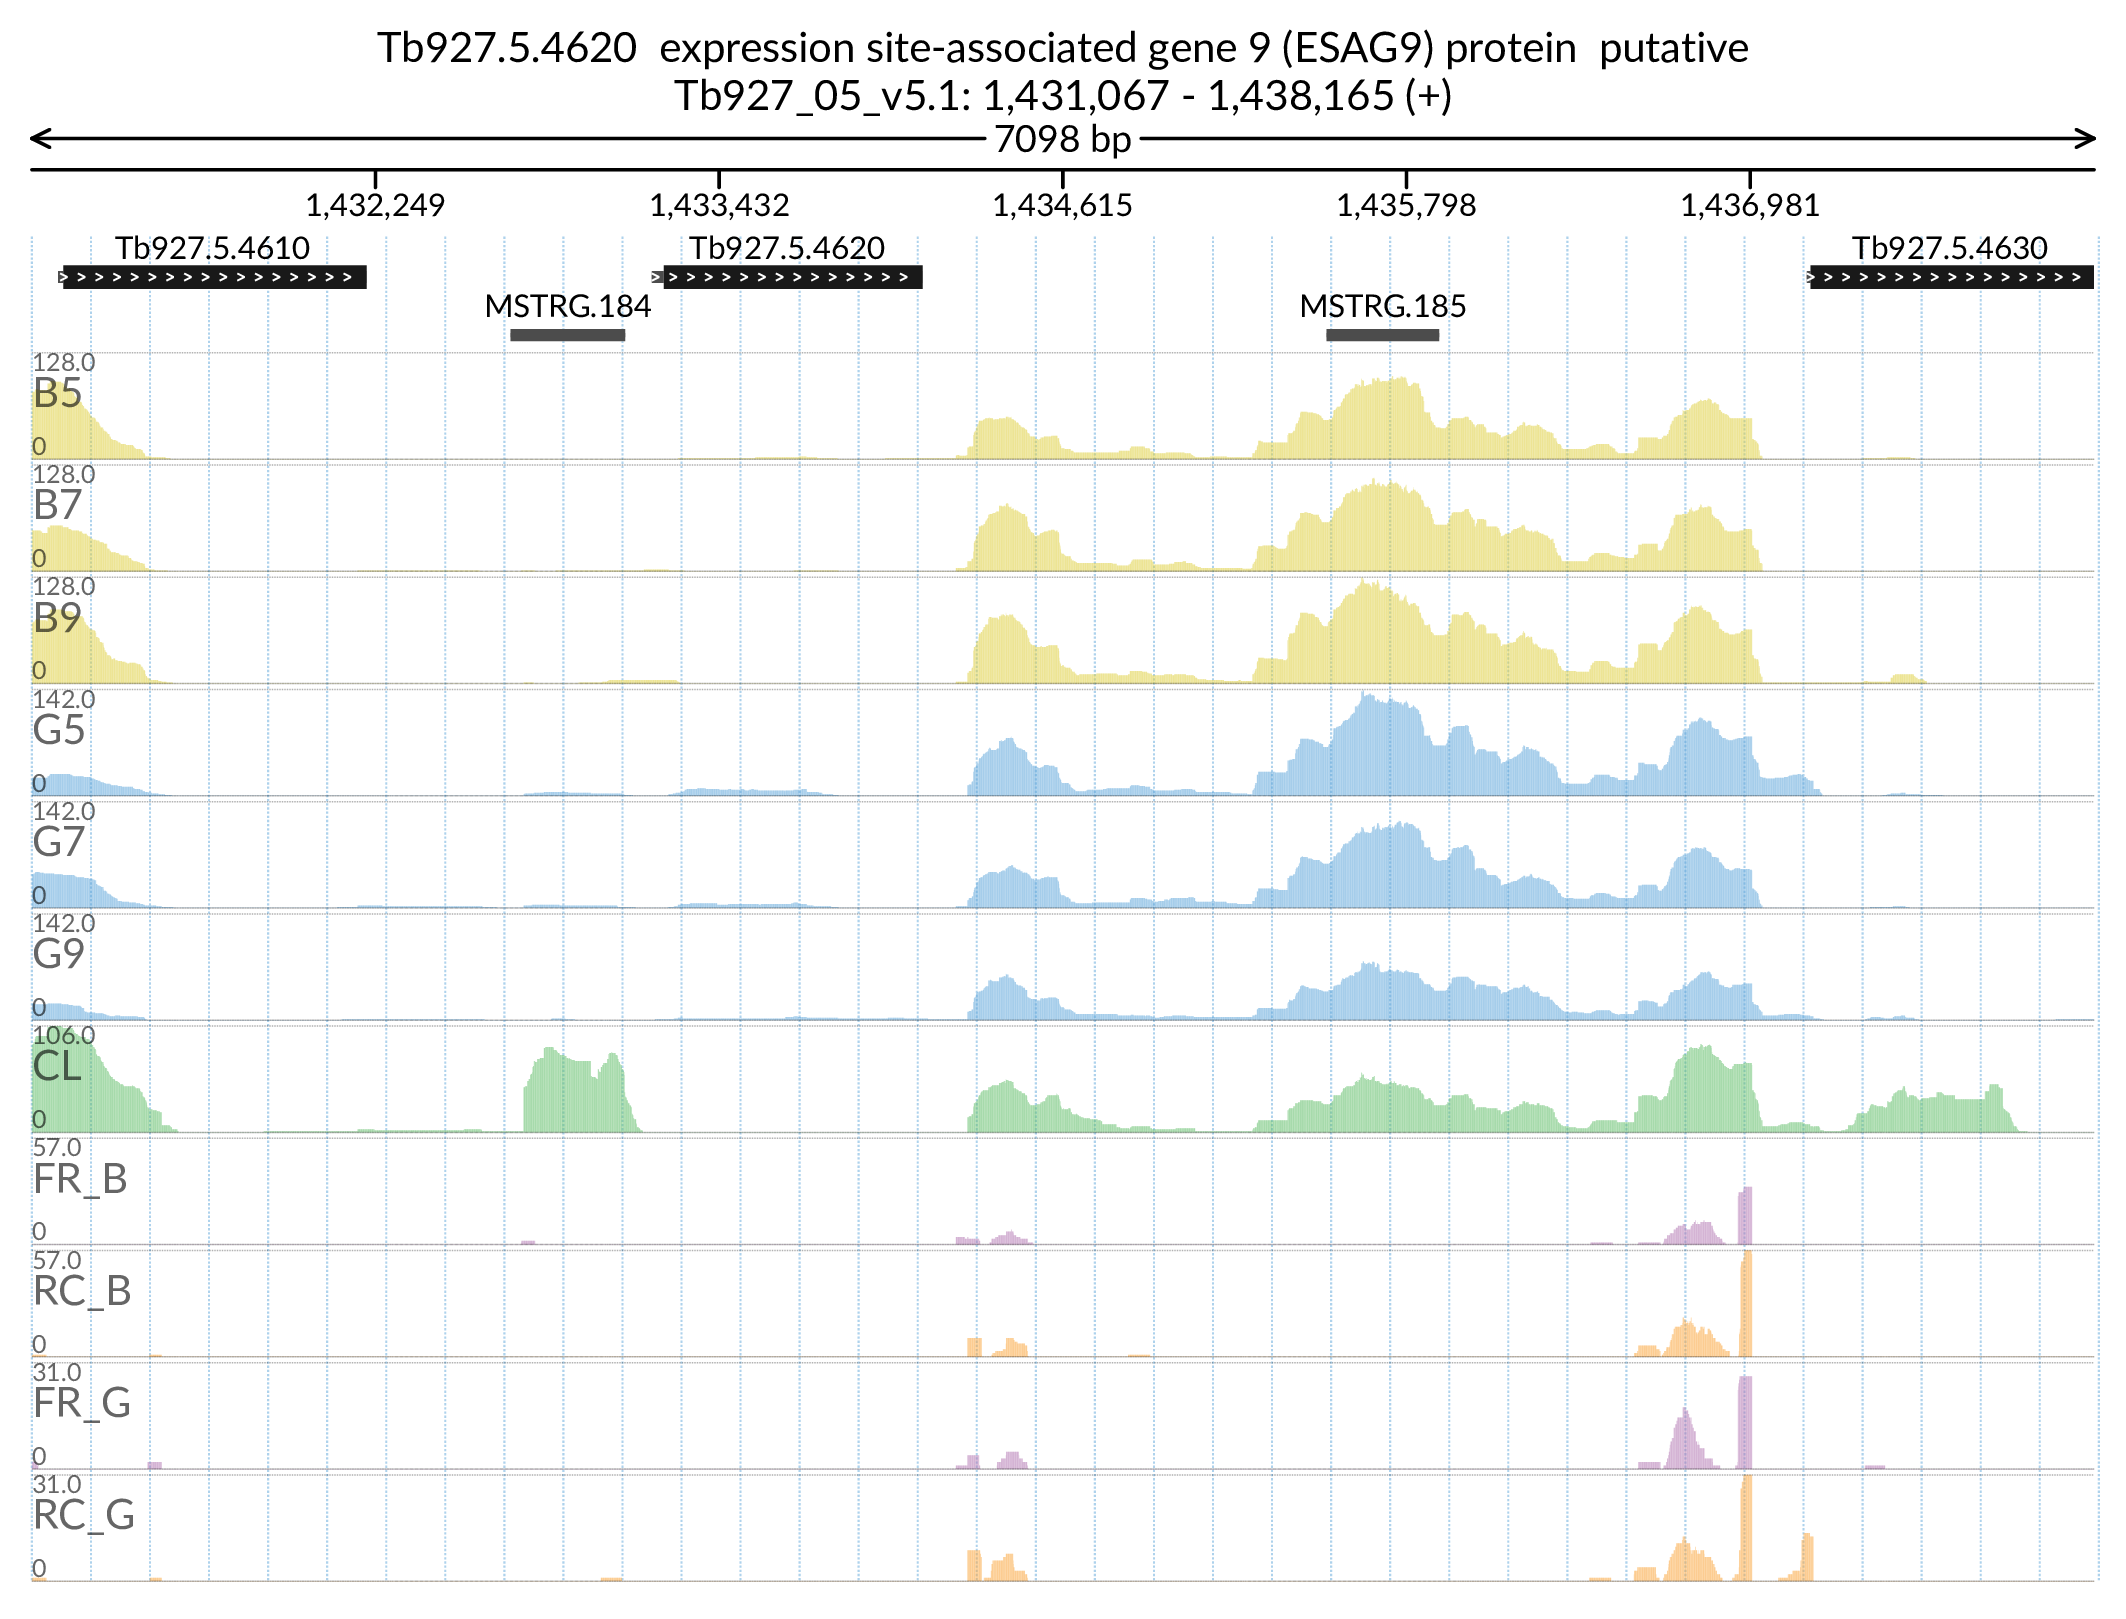 Tb927.5.4620  expression site-associated gene 9 (ESAG9) protein  putative
Tb927_05_v5.1: 1,431,067 - 1,438,165 (+)
7098 bp
1,432,249 1,433,432 1,434,615 1,435,798 1,436,981
Tb927.5.4610 Tb927.5.4620 Tb927.5.4630
MSTRG.184 MSTRG.185
128.0
B5
0
128.0
B7
0
128.0
B9
0
142.0
G5
0
142.0
G7
0
142.0
G9
0
106.0
CL
0
57.0
FR_B
0
57.0
RC_B
0
31.0
FR_G
0
31.0
RC_G
0